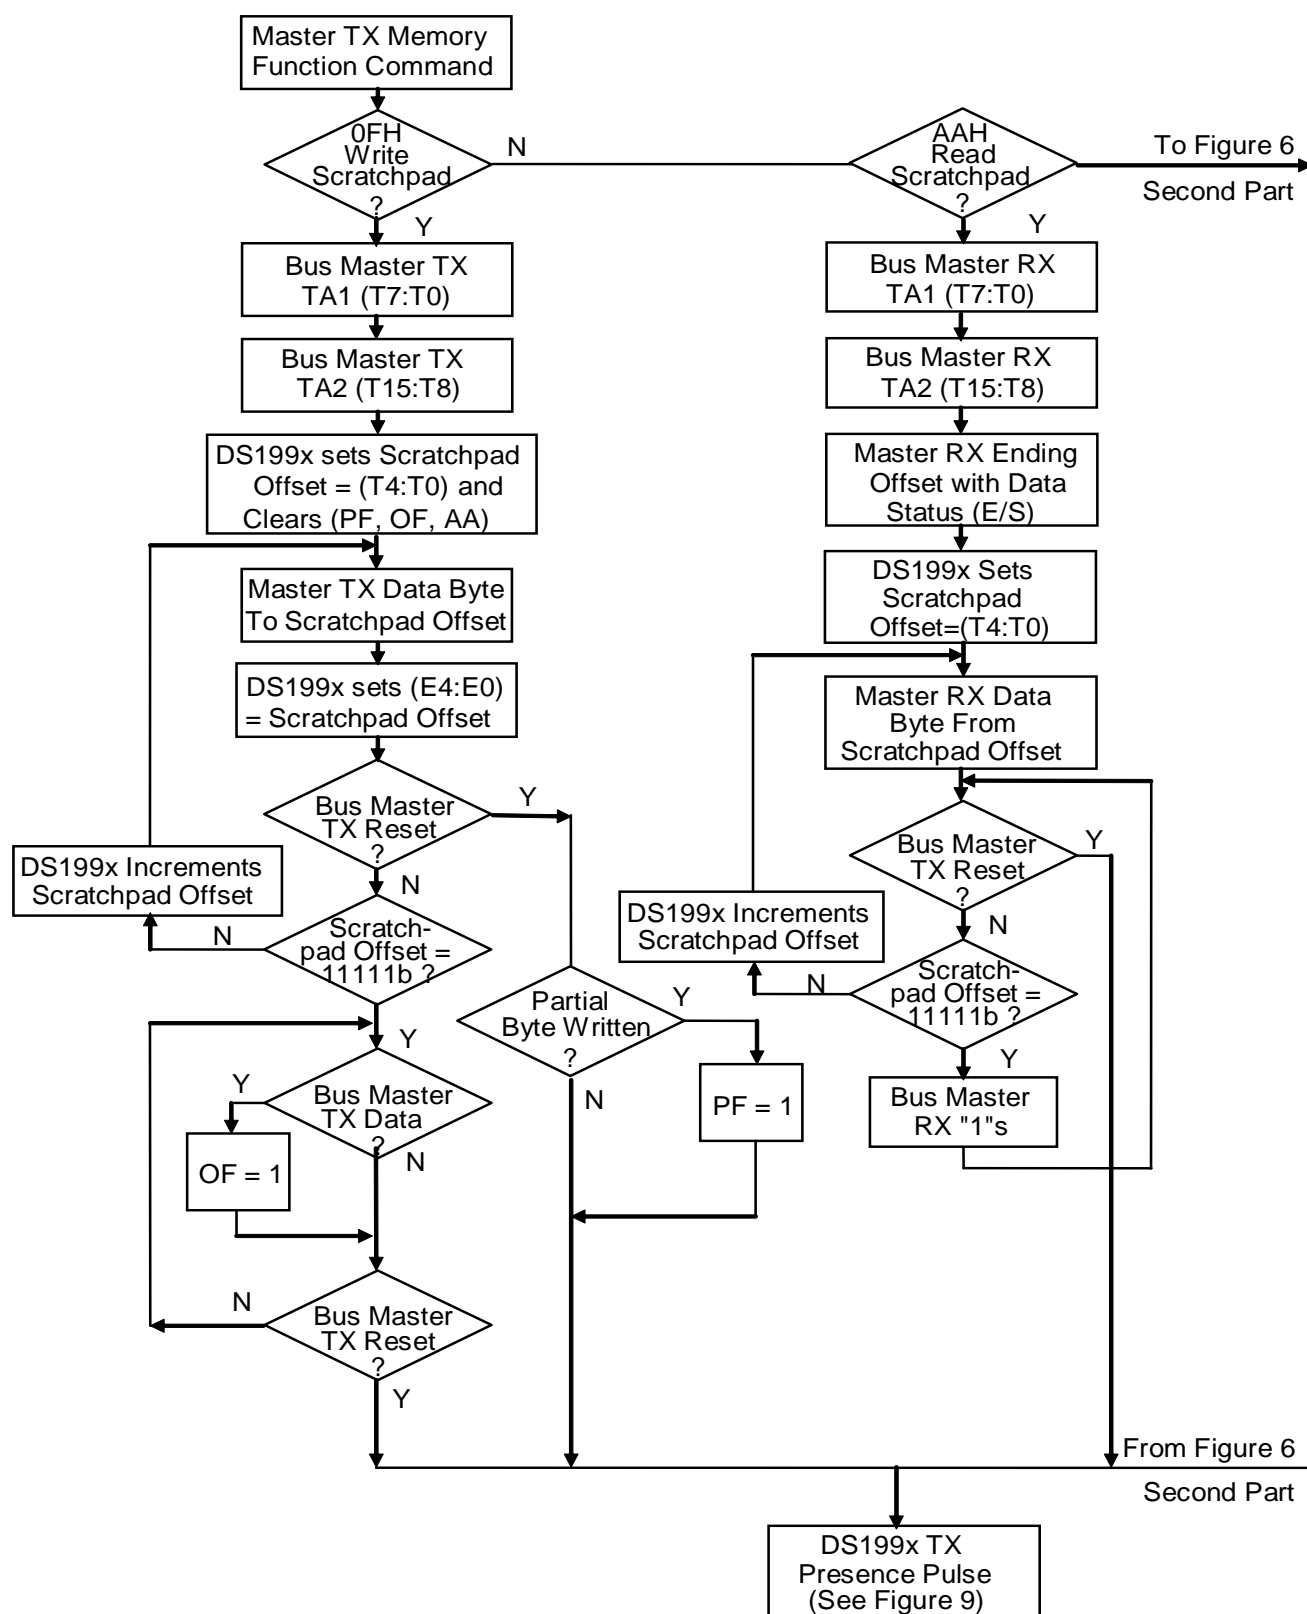 Master TX Memory
Function Command
0FH
Write
Scratchpad
?
N
Y
AAH
Read
Scratchpad
?
Y
To Figure 6
Second Part
Bus Master TX
TA1 (T7:T0)
Bus Master TX
TA2 (T15:T8)
DS199x sets Scratchpad
Offset = (T4:T0) and
Clears (PF, OF, AA)
Master TX Data Byte
To Scratchpad Offset
DS199x sets (E4:E0)
= Scratchpad Offset
Bus Master
TX Reset
?
Y
N
DS199x Increments
Scratchpad Offset
N
Scratch-
pad Offset =
11111b ?
Y
Partial
Byte Written
?
Y
N
PF = 1
Y
Bus Master
TX Data
?
N
OF = 1
N
Bus Master
TX Reset
?
Y
Bus Master RX
TA1 (T7:T0)
Bus Master RX
TA2 (T15:T8)
Master RX Ending
Offset with Data
Status (E/S)
DS199x Sets
Scratchpad
Offset=(T4:T0)
Master RX Data
Byte From
Scratchpad Offset
Bus Master
TX Reset
?
Y
N
DS199x Increments
Scratchpad Offset
N
Scratch-
pad Offset =
11111b ?
Y
Bus Master
RX "1"s
From Figure 6
Second Part
DS199x TX
Presence Pulse
(See Figure 9)